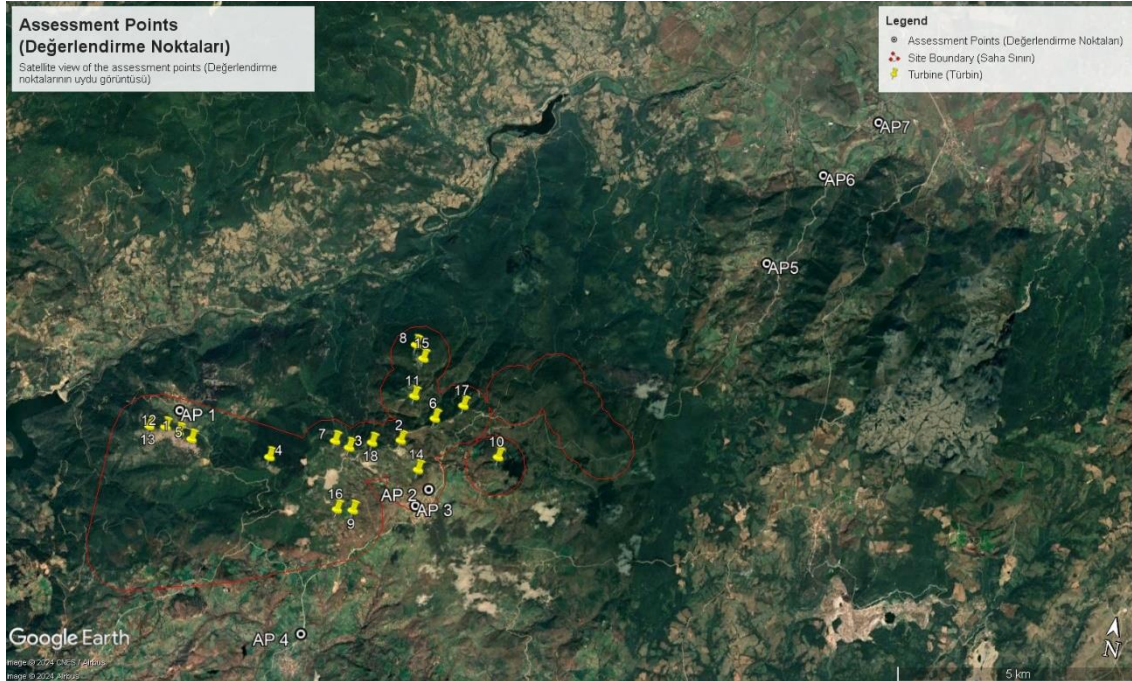 Assessment Points
(Değerlendirme Noktaları)
Satellite view of the assessment points (Değerlendirme
noktalarının uydu görüntüsü)
Legend
Assessment Points (Değerlendirme Noktaları)
Site Boundary (Saha Sınırı)
Turbine (Türbin)
AP7
AP6
AP5
8
15
11
17
6
AP 1
12
1
13
5
7
3
2
18
4
14
10
16
9
AP 2
AP 3
AP 4
Google Earth
Image © 2024 CNES / Airbus
Image © 2024 Airbus
N
5 km